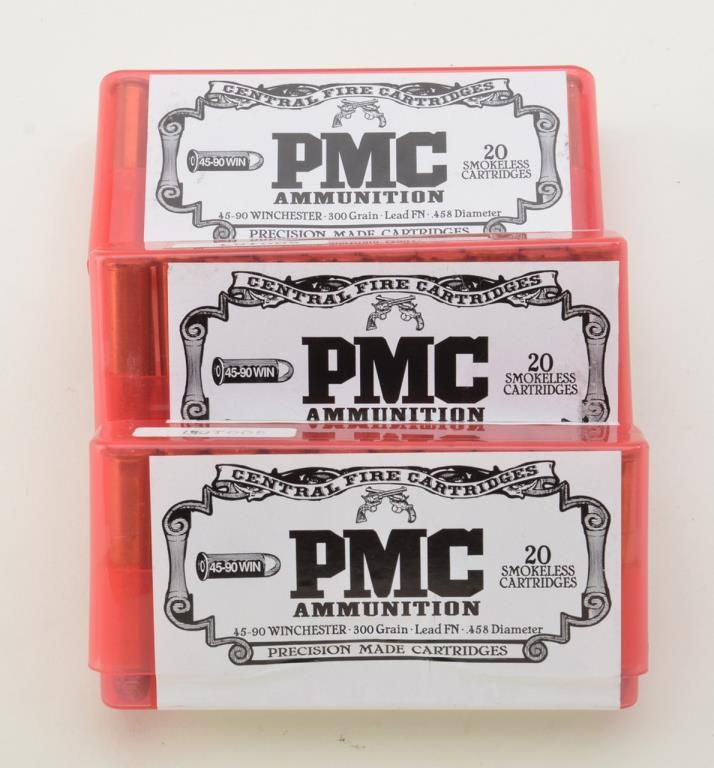 CENTRAL FIRE CARTRIDGES
45-90 WIN
PMC
AMMUNITION
20
SMOKELESS
CARTRIDGES
45-90 WINCHESTER · 300 Grain · Lead FN · .458 Diameter
PRECISION MADE CARTRIDGES
CENTRAL FIRE CARTRIDGES
45-90 WIN
PMC
AMMUNITION
20
SMOKELESS
CARTRIDGES
CENTRAL FIRE CARTRIDGES
45-90 WIN
PMC
AMMUNITION
20
SMOKELESS
CARTRIDGES
45-90 WINCHESTER · 300 Grain · Lead FN · .458 Diameter
PRECISION MADE CARTRIDGES